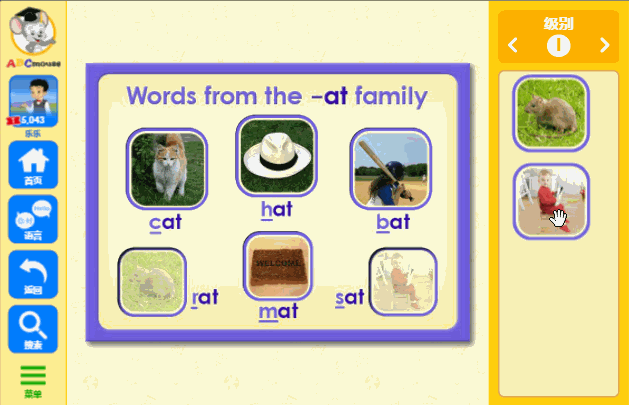 ABCmouse
5,043
乐乐
首页
Hello
语言
返回
搜索
菜单
Words from the -at family
cat
hat
bat
rat
WELCOME
mat
sat
级别
1